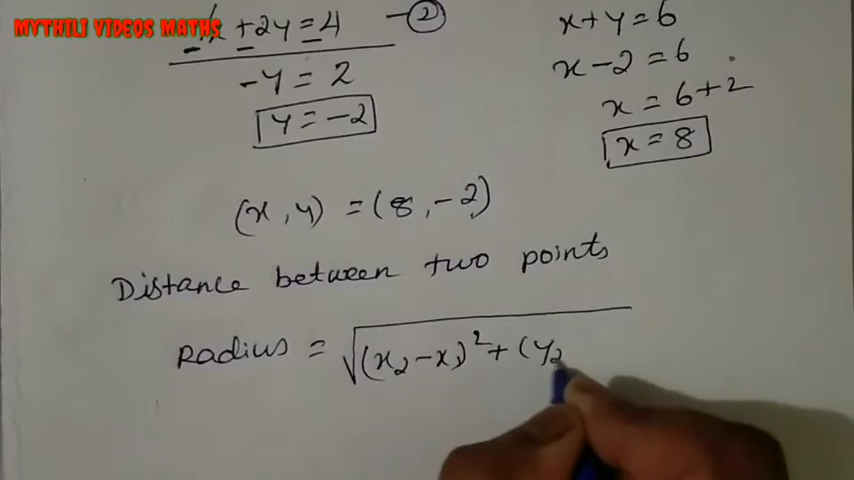 MYTHILI VIDEOS MATHS
x + 2y = 4 — ②
-y = 2
y = -2
x + y = 6
x - 2 = 6
x = 6 + 2
x = 8
(x, y) = (8, -2)
Distance between two points
Radius = √(x₂ - x₁)² + (y₂